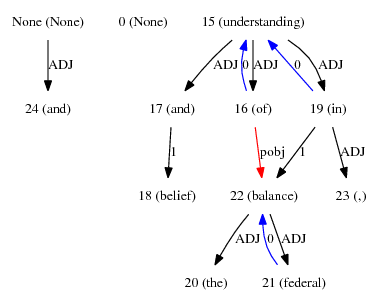 None (None) 0 (None) 15 (understanding)
ADJ ADJ 0 ADJ 0 ADJ
24 (and) 17 (and) 16 (of) 19 (in)
1 pobj 1 ADJ
18 (belief) 22 (balance) 23 (,)
ADJ 0 ADJ
20 (the) 21 (federal)